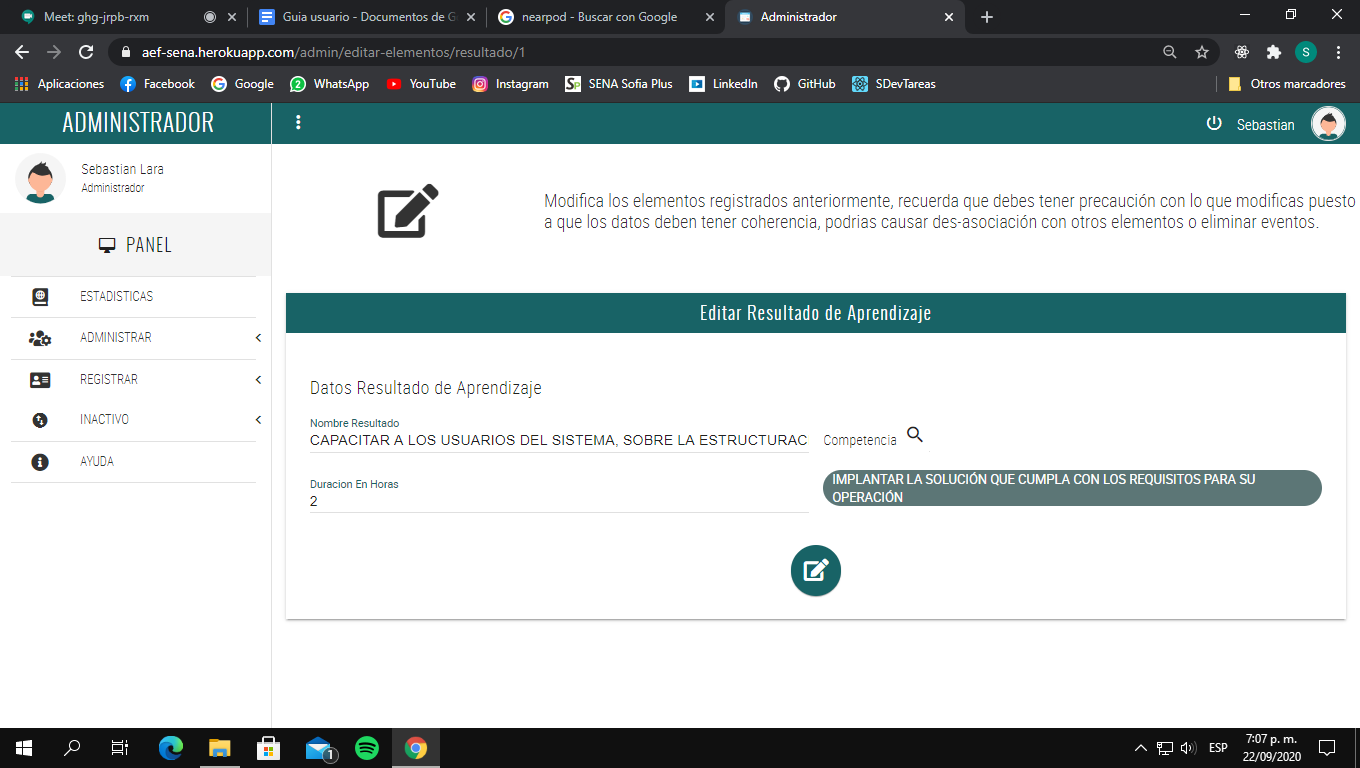 Meet: ghg-jrpb-rxm
Guia usuario - Documentos de G
nearpod - Buscar con Google
Administrador
aef-sena.herokuapp.com/admin/editar-elementos/resultado/1
S
Aplicaciones
Facebook
Google
2
WhatsApp
YouTube
Instagram
Sp
SENA Sofia Plus
LinkedIn
GitHub
SDevTareas
Otros marcadores
ADMINISTRADOR
Sebastian
Sebastian Lara
Administrador
PANEL
ESTADISTICAS
ADMINISTRAR
REGISTRAR
INACTIVO
AYUDA
Modifica los elementos registrados anteriormente, recuerda que debes tener precaución con lo que modificas puesto
a que los datos deben tener coherencia, podrias causar des-asociación con otros elementos o eliminar eventos.
Editar Resultado de Aprendizaje
Datos Resultado de Aprendizaje
Nombre Resultado
CAPACITAR A LOS USUARIOS DEL SISTEMA, SOBRE LA ESTRUCTURAC
Competencia
Duracion En Horas
2
IMPLANTAR LA SOLUCIÓN QUE CUMPLA CON LOS REQUISITOS PARA SU
OPERACIÓN
1
ESP
7:07 p. m.
22/09/2020